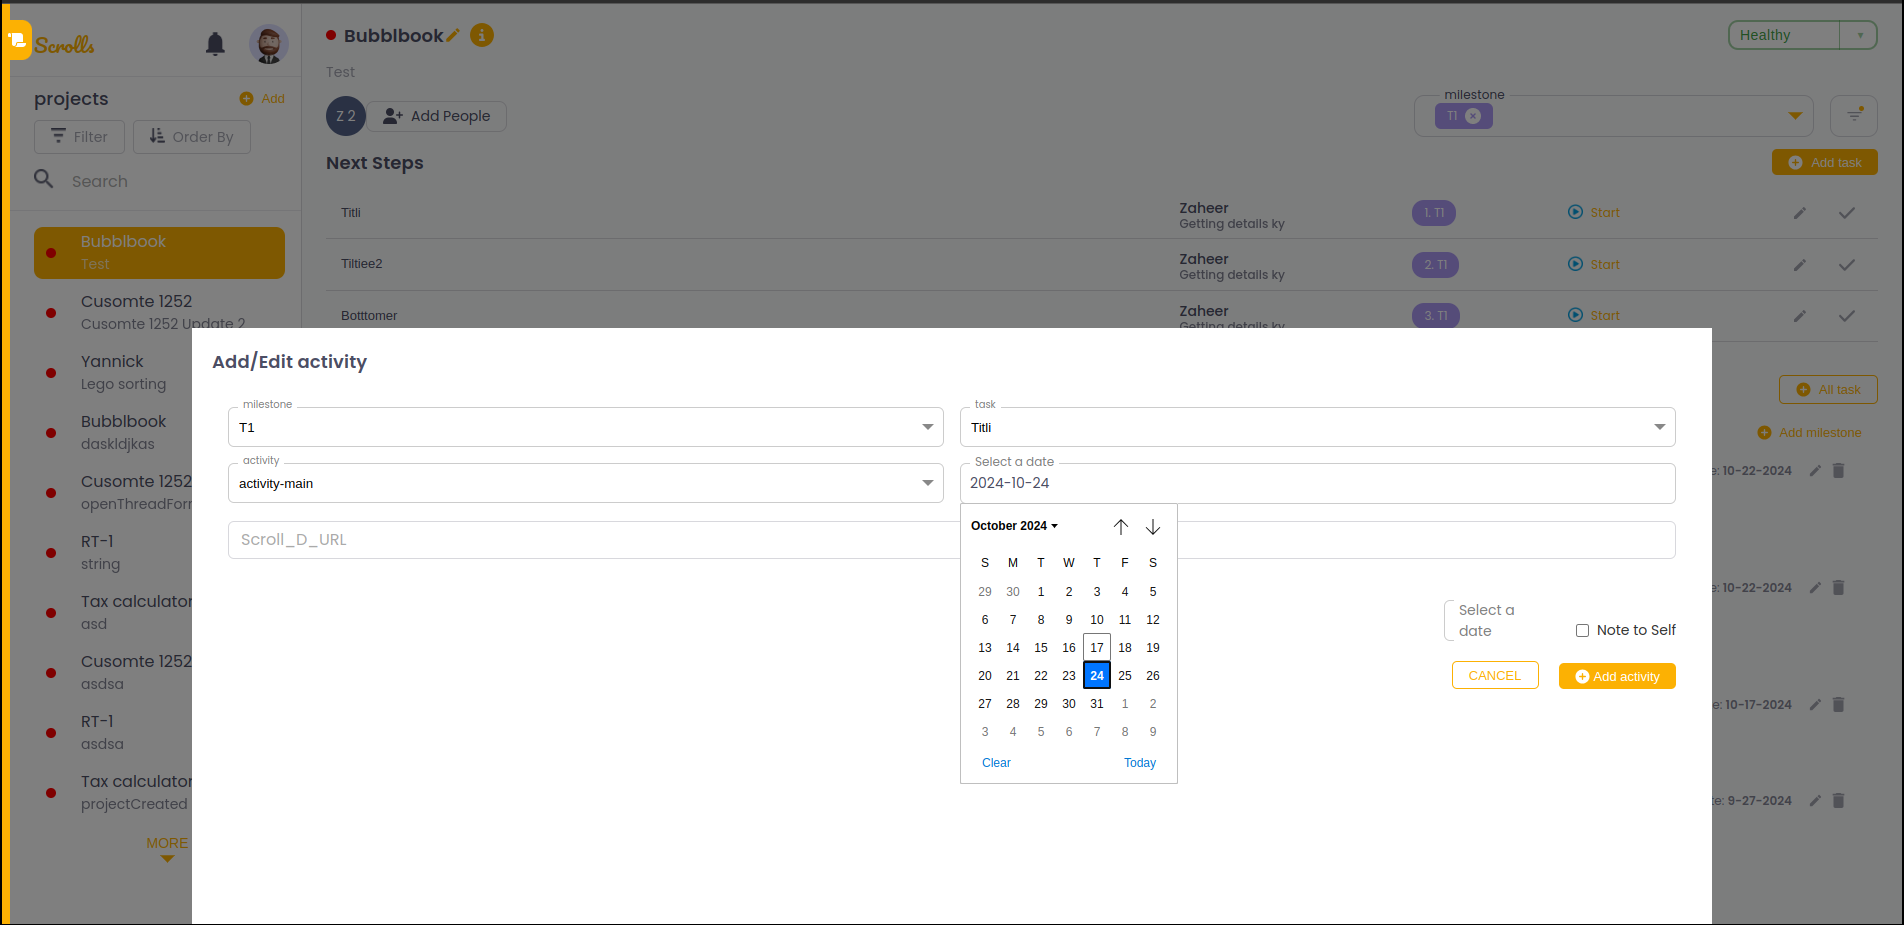 Scrolls
projects
Add
Filter
Order By
Search
Bubblbook
Test
Cusomte 1252
Cusomte 1252 Update 2
Yannick
Lego sorting
Bubblbook
daskldjkas
Cusomte 1252
openThreadForr
RT-1
string
Tax calculator
asd
Cusomte 1252
asdsa
RT-1
asdsa
Tax calculator
projectCreated
MORE
Bubblbook
i
Healthy
Test
Z 2
Add People
milestone
T1
Next Steps
Add task
Titli
Zaheer
Getting details ky
1. T1
Start
Tiltiee2
Zaheer
Getting details ky
2. T1
Start
Botttomer
Zaheer
Getting details ky
3. T1
Start
All task
Add milestone
e: 10-22-2024
e: 10-22-2024
e: 10-17-2024
te: 9-27-2024
Add/Edit activity
milestone
T1
task
Titli
activity
activity-main
Select a date
2024-10-24
Scroll_D_URL
October 2024
S M T W T F S
29 30 1 2 3 4 5
6 7 8 9 10 11 12
13 14 15 16 17 18 19
20 21 22 23 24 25 26
27 28 29 30 31 1 2
3 4 5 6 7 8 9
Clear Today
Select a
date
Note to Self
CANCEL
Add activity